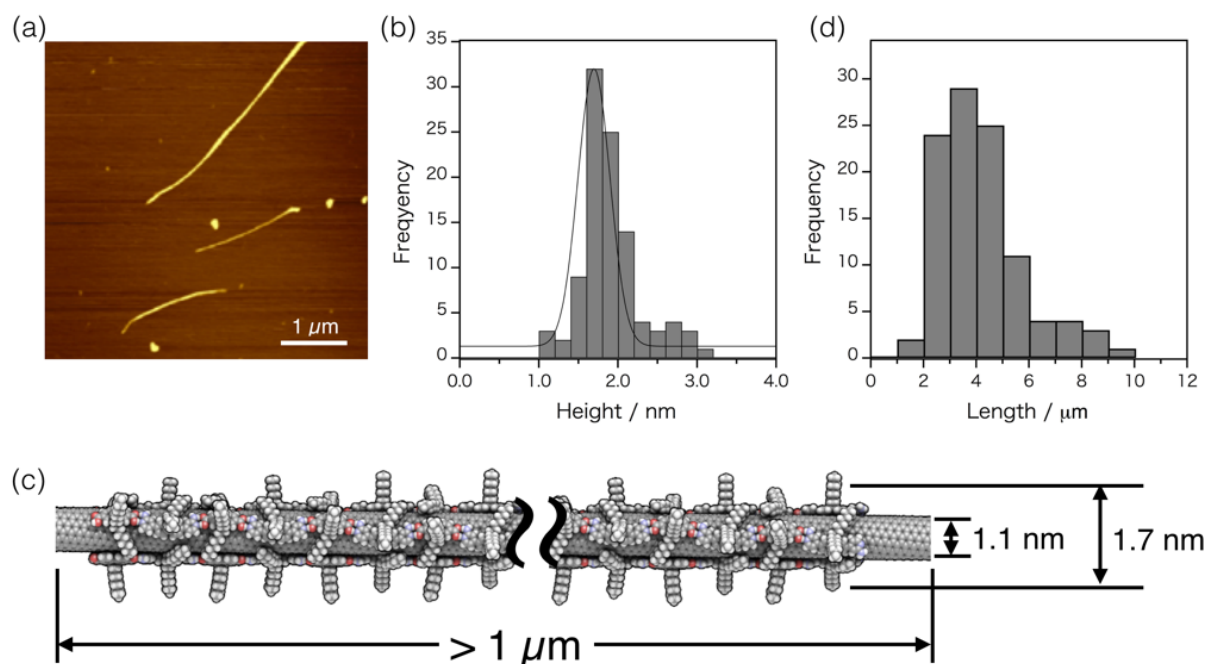 (a)
1 µm
(b)
35
30
25
20
15
10
5
0
Freqyency
0.0 1.0 2.0 3.0 4.0
Height / nm
(d)
30
25
20
15
10
5
0
Frequency
0 2 4 6 8 10 12
Length / µm
(c)
1.1 nm
1.7 nm
> 1 µm